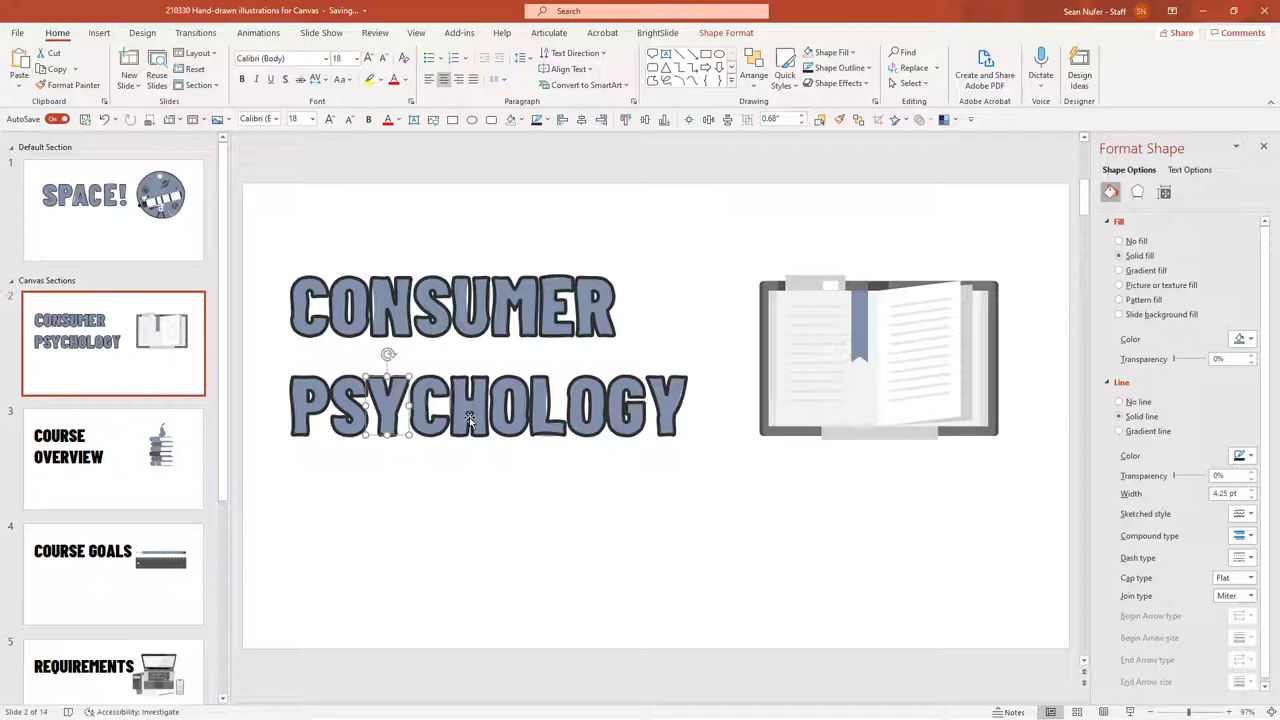 210330 Hand-drawn illustrations for Canvas - Saving...
Search
Sean Nufer - Staff
SN
File
Home
Insert
Design
Transitions
Animations
Slide Show
Review
View
Add-ins
Help
Articulate
Acrobat
BrightSlide
Shape Format
Share
Comments
Paste
Cut
Copy
Format Painter
Clipboard
New Slide
Reuse Slides
Layout
Reset
Section
Slides
Calibri (Body)
18
Font
Text Direction
Align Text
Convert to SmartArt
Paragraph
Arrange
Quick Styles
Shape Fill
Shape Outline
Shape Effects
Drawing
Find
Replace
Select
Editing
Create and Share Adobe PDF
Adobe Acrobat
Dictate
Voice
Design Ideas
Designer
AutoSave
On
Calibri (E
18
0.68"
Default Section
1
SPACE!
Canvas Sections
2
CONSUMER
PSYCHOLOGY
3
COURSE
OVERVIEW
4
COURSE GOALS
5
REQUIREMENTS
CONSUMER
PSYCHOLOGY
Format Shape
Shape Options
Text Options
Fill
No fill
Solid fill
Gradient fill
Picture or texture fill
Pattern fill
Slide background fill
Color
Transparency
0%
Line
No line
Solid line
Gradient line
Color
Transparency
0%
Width
4.25 pt
Sketched style
Compound type
Dash type
Cap type
Flat
Join type
Miter
Begin Arrow type
Begin Arrow size
End Arrow type
End Arrow size
Slide 2 of 14
Accessibility: Investigate
Notes
97%